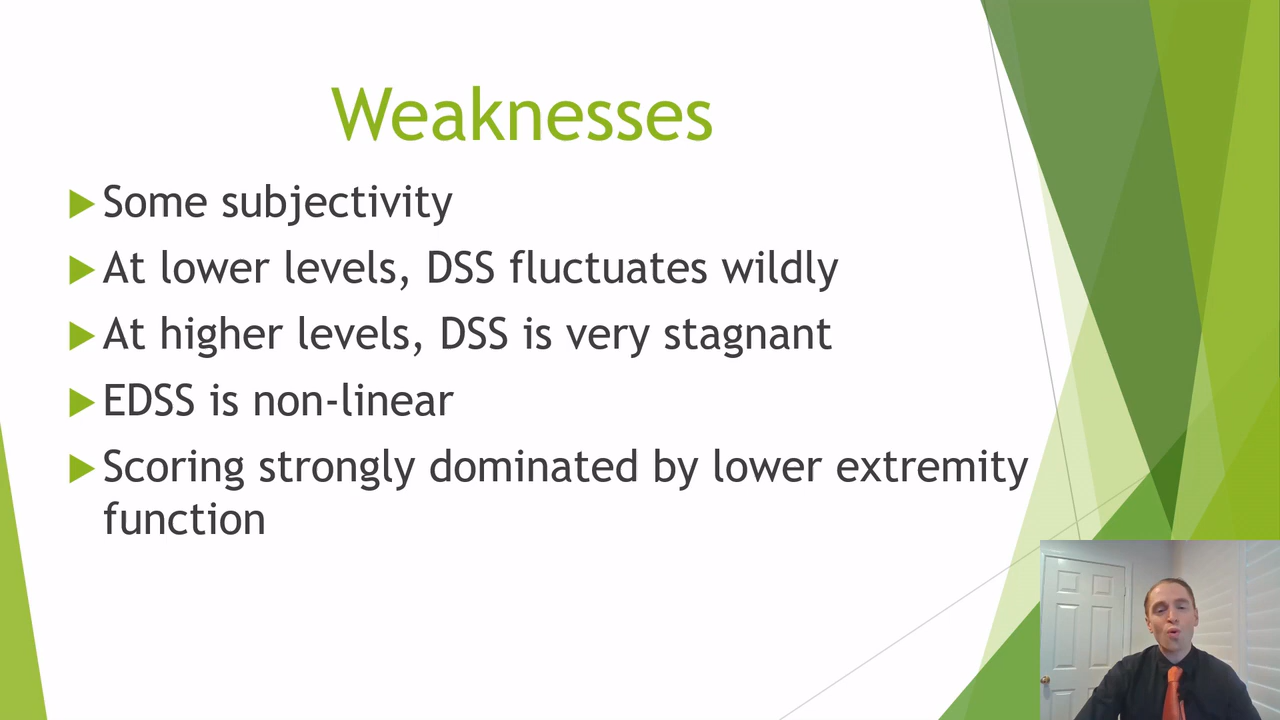 Weaknesses
Some subjectivity
At lower levels, DSS fluctuates wildly
At higher levels, DSS is very stagnant
EDSS is non-linear
Scoring strongly dominated by lower extremity
function